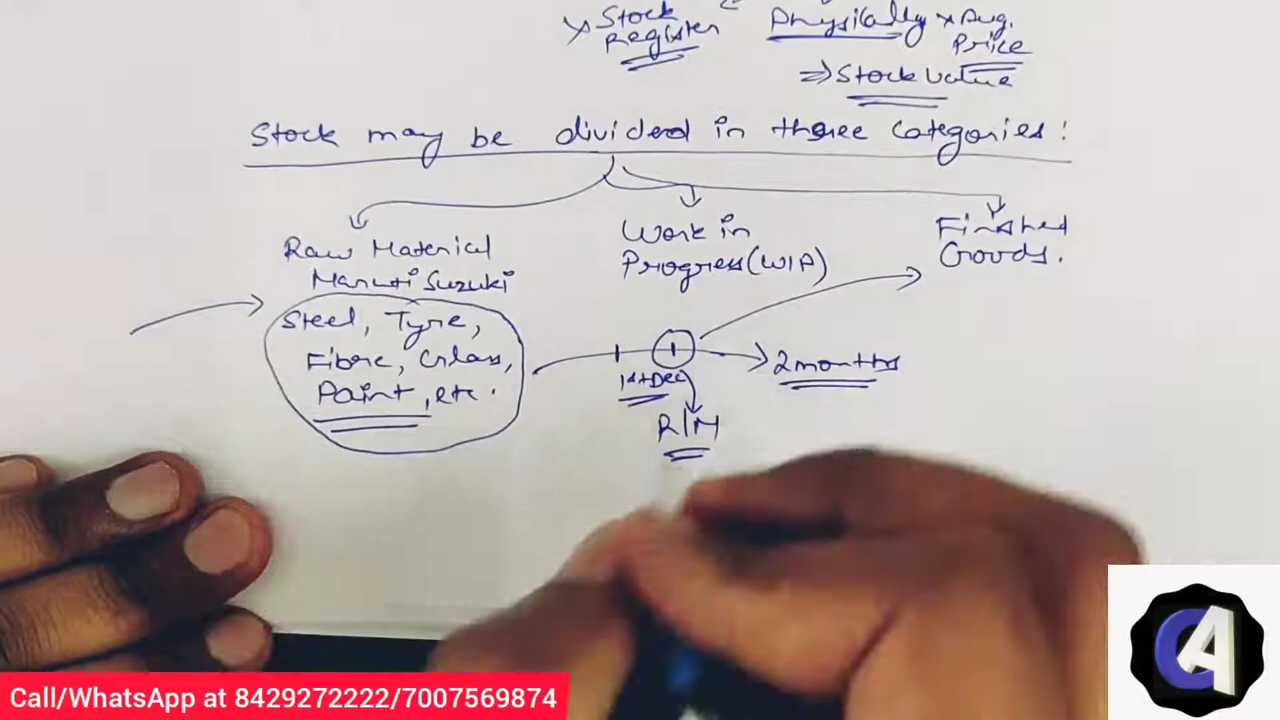 × Stock Register
Physically × Avg. Price
⇒ Stock value
Stock may be divided in three categories:
Raw Material
Maruti Suzuki
Steel, Tyre,
Fibre, Glass,
Paint, etc.
Work in
Progress (WIP)
Finished
Goods.
1st Dec
2 months
R/M
CA
Call/WhatsApp at 8429272222/7007569874